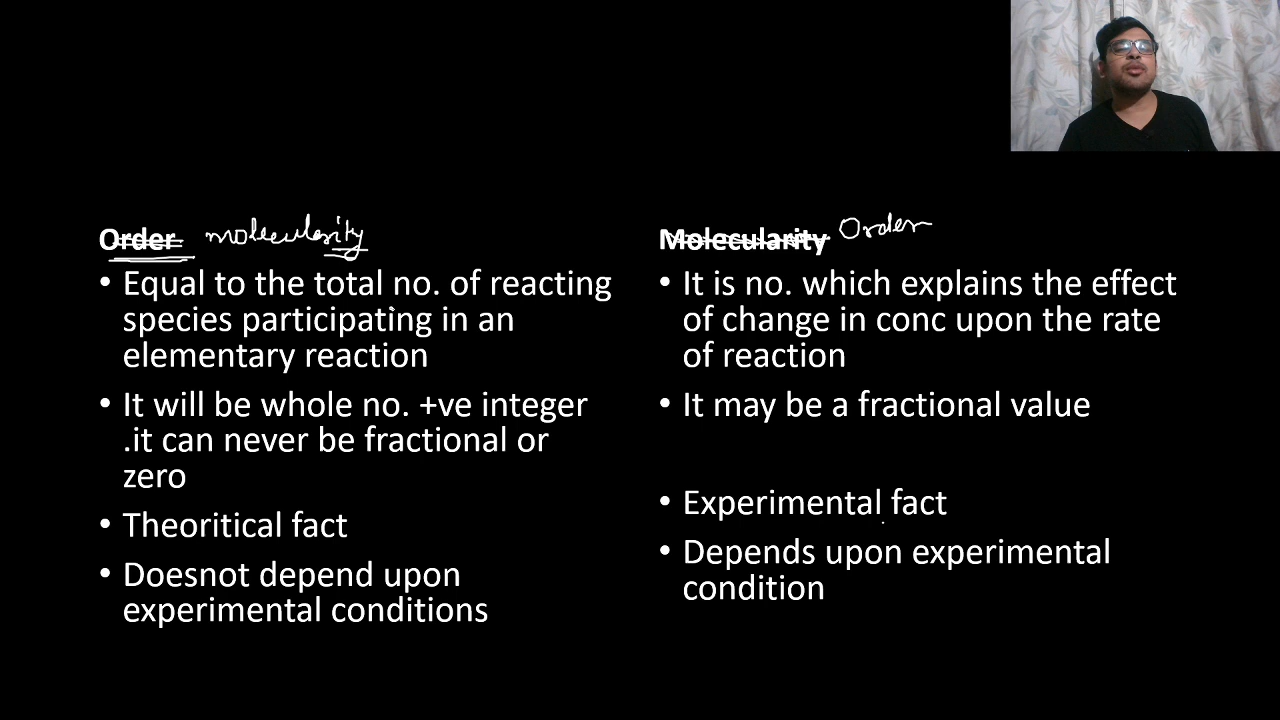 Order molecularity
• Equal to the total no. of reacting
species participating in an
elementary reaction
• It will be whole no. +ve integer
.it can never be fractional or
zero
• Theoritical fact
• Doesnot depend upon
experimental conditions
Molecularity Order
• It is no. which explains the effect
of change in conc upon the rate
of reaction
• It may be a fractional value
• Experimental fact
• Depends upon experimental
condition